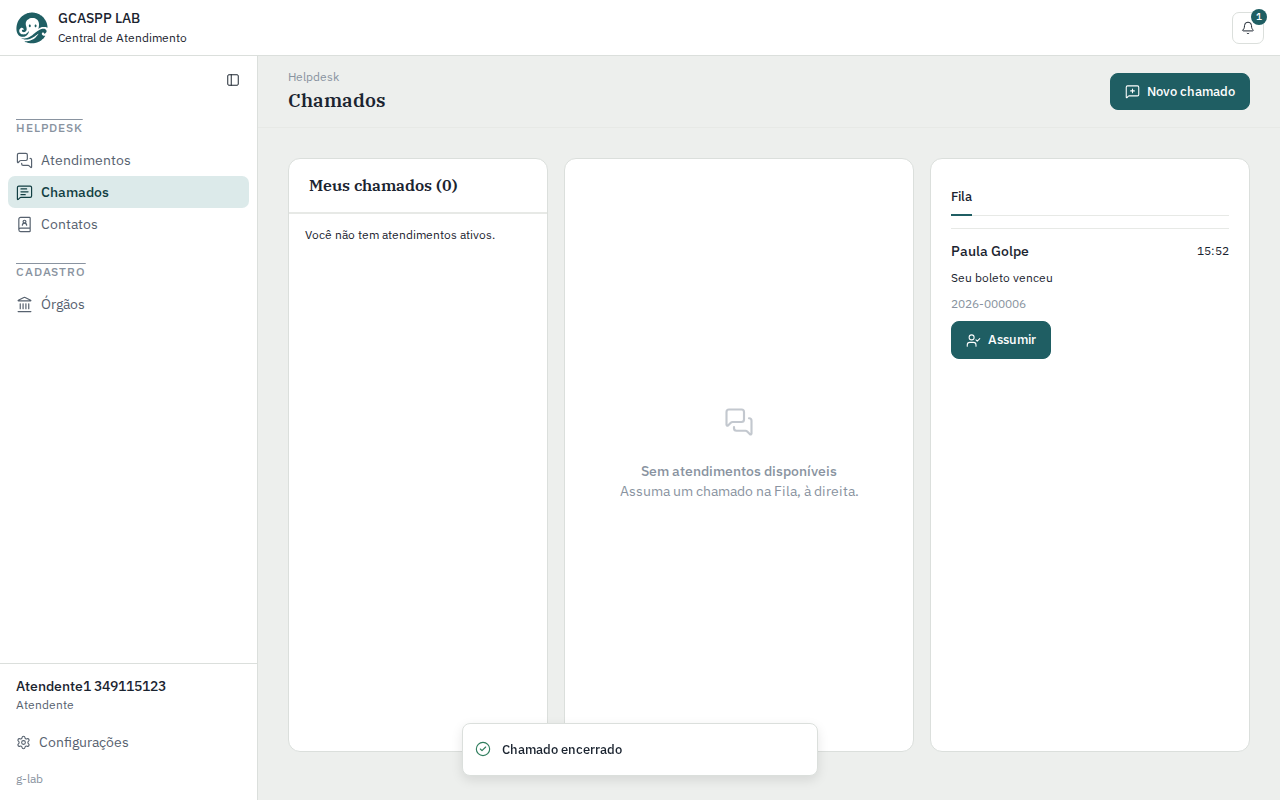 GCASPP LAB
Central de Atendimento
1
HELPDESK
Atendimentos
Chamados
Contatos
CADASTRO
Órgãos
Atendente1 349115123
Atendente
Configurações
g-lab
Helpdesk
Chamados
Novo chamado
Meus chamados (0)
Você não tem atendimentos ativos.
Sem atendimentos disponíveis
Assuma um chamado na Fila, à direita.
Fila
Paula Golpe 15:52
Seu boleto venceu
2026-000006
Assumir
Chamado encerrado